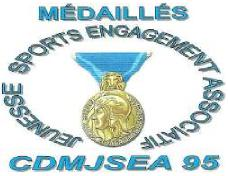 MÉDAILLÉS
JEUNESSE SPORTS ENGAGEMENT ASSOCIATIF
CDMJSEA 95